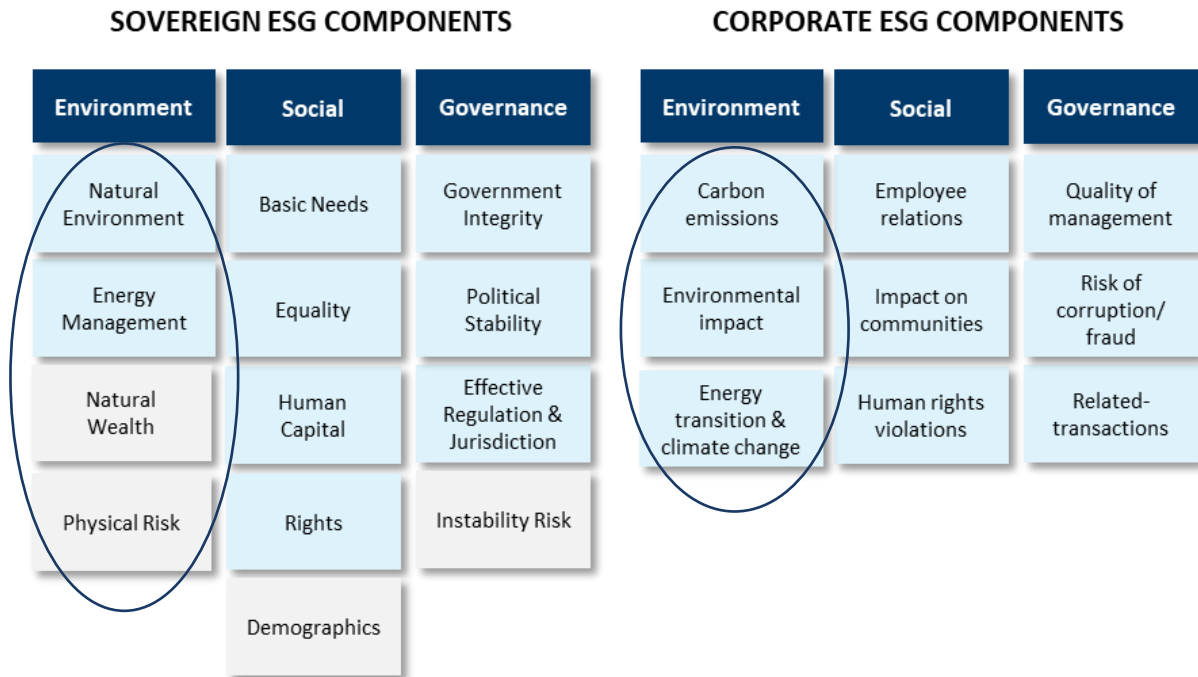 SOVEREIGN ESG COMPONENTS
Environment
Social
Governance
Natural
Environment
Basic Needs
Government
Integrity
Energy
Management
Equality
Political
Stability
Natural
Wealth
Human
Capital
Effective
Regulation &
Jurisdiction
Physical Risk
Rights
Instability Risk
Demographics
CORPORATE ESG COMPONENTS
Environment
Social
Governance
Carbon
emissions
Employee
relations
Quality of
management
Environmental
impact
Impact on
communities
Risk of
corruption/
fraud
Energy
transition &
climate change
Human rights
violations
Related-
transactions